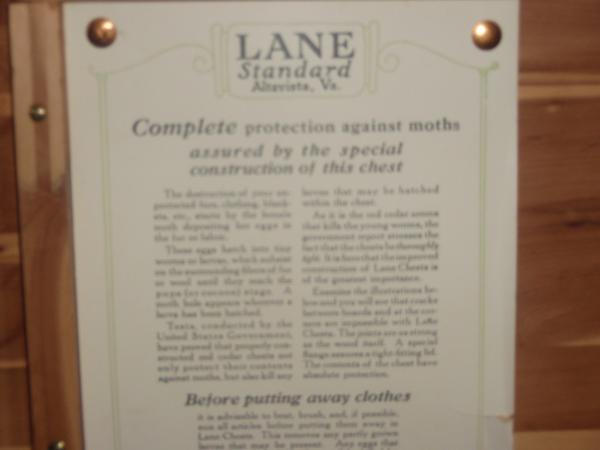 LANE
Standard
Altavista, Va.
Complete protection against moths
assured by the special
construction of this chest
The destruction of your un-
protected furs, clothing, blank-
ets, etc., starts by the female
moth depositing her eggs in
the fur or fabric.
These eggs hatch into tiny
worms or larvae, which subsist
on the surrounding fibres of fur
or wool until they reach the
pupa (or cocoon) stage. A
moth hole appears wherever a
larva has been hatched.
Tests, conducted by the
United States Government,
have proved that properly con-
structed red cedar chests not
only protect their contents
against moths, but also kill any
larvae that may be hatched
within the chest.
As it is the red cedar aroma
that kills the young worms, the
government report stresses the
fact that the chests be thoroughly
tight. It is here that the improved
construction of Lane Chests is
of the greatest importance.
Examine the illustrations be-
low and you will see that cracks
between boards and at the cor-
ners are impossible with Lane
Chests. The joints are as strong
as the wood itself. A special
flange assures a tight-fitting lid.
The contents of the chest have
absolute protection.
Before putting away clothes
it is advisable to beat, brush, and, if possible,
sun all articles before putting them away in
Lane Chests. This removes any partly grown
larvae that may be present. Any eggs that